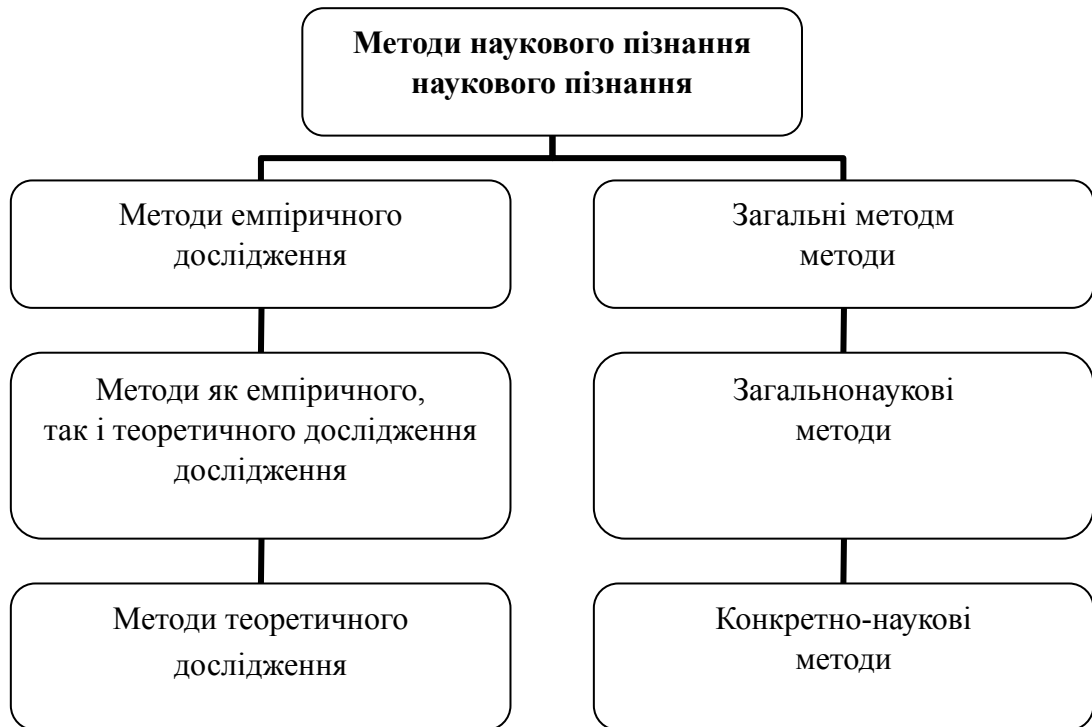 Методи наукового пізнання
наукового пізнання
Методи емпіричного
дослідження
Загальні методм
методи
Методи як емпіричного,
так і теоретичного дослідження
дослідження
Загальнонаукові
методи
Методи теоретичного
дослідження
Конкретно-наукові
методи